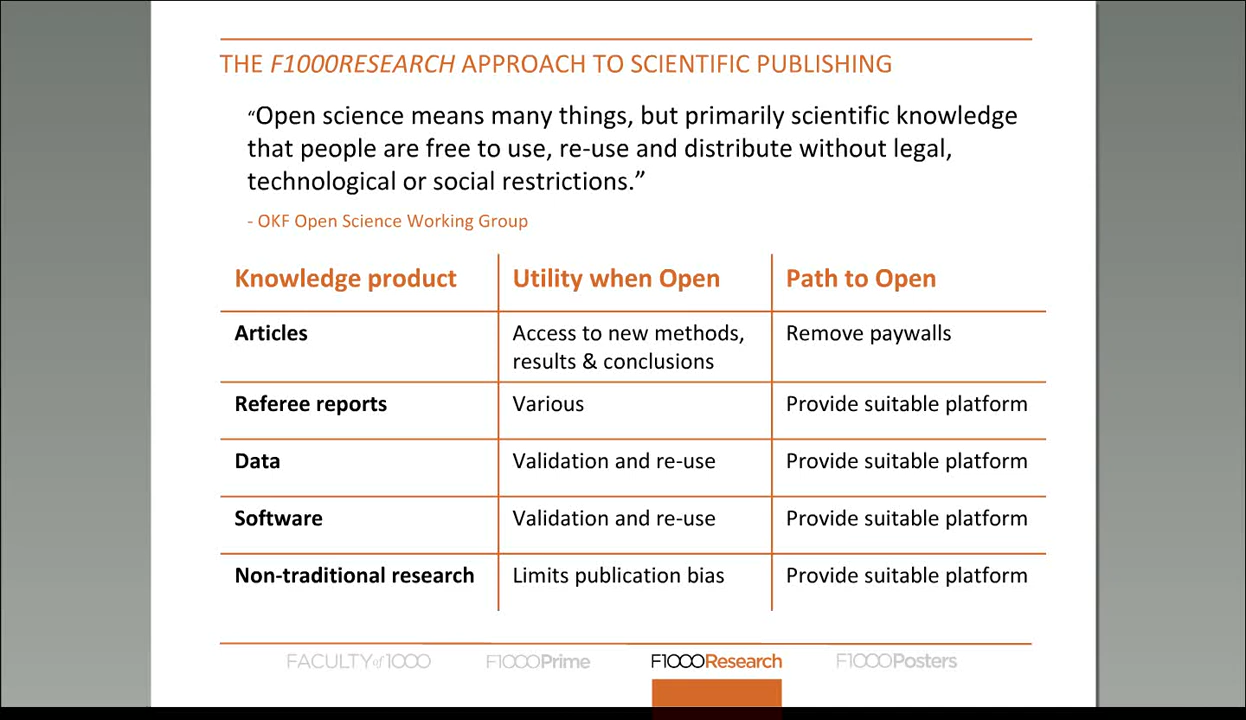 THE F1000RESEARCH APPROACH TO SCIENTIFIC PUBLISHING
“Open science means many things, but primarily scientific knowledge
that people are free to use, re-use and distribute without legal,
technological or social restrictions.”
- OKF Open Science Working Group
Knowledge product Utility when Open Path to Open
Articles Access to new methods, Remove paywalls
results & conclusions
Referee reports Various Provide suitable platform
Data Validation and re-use Provide suitable platform
Software Validation and re-use Provide suitable platform
Non-traditional research Limits publication bias Provide suitable platform
FACULTY of 1000 F1000Prime F1000Research F1000Posters